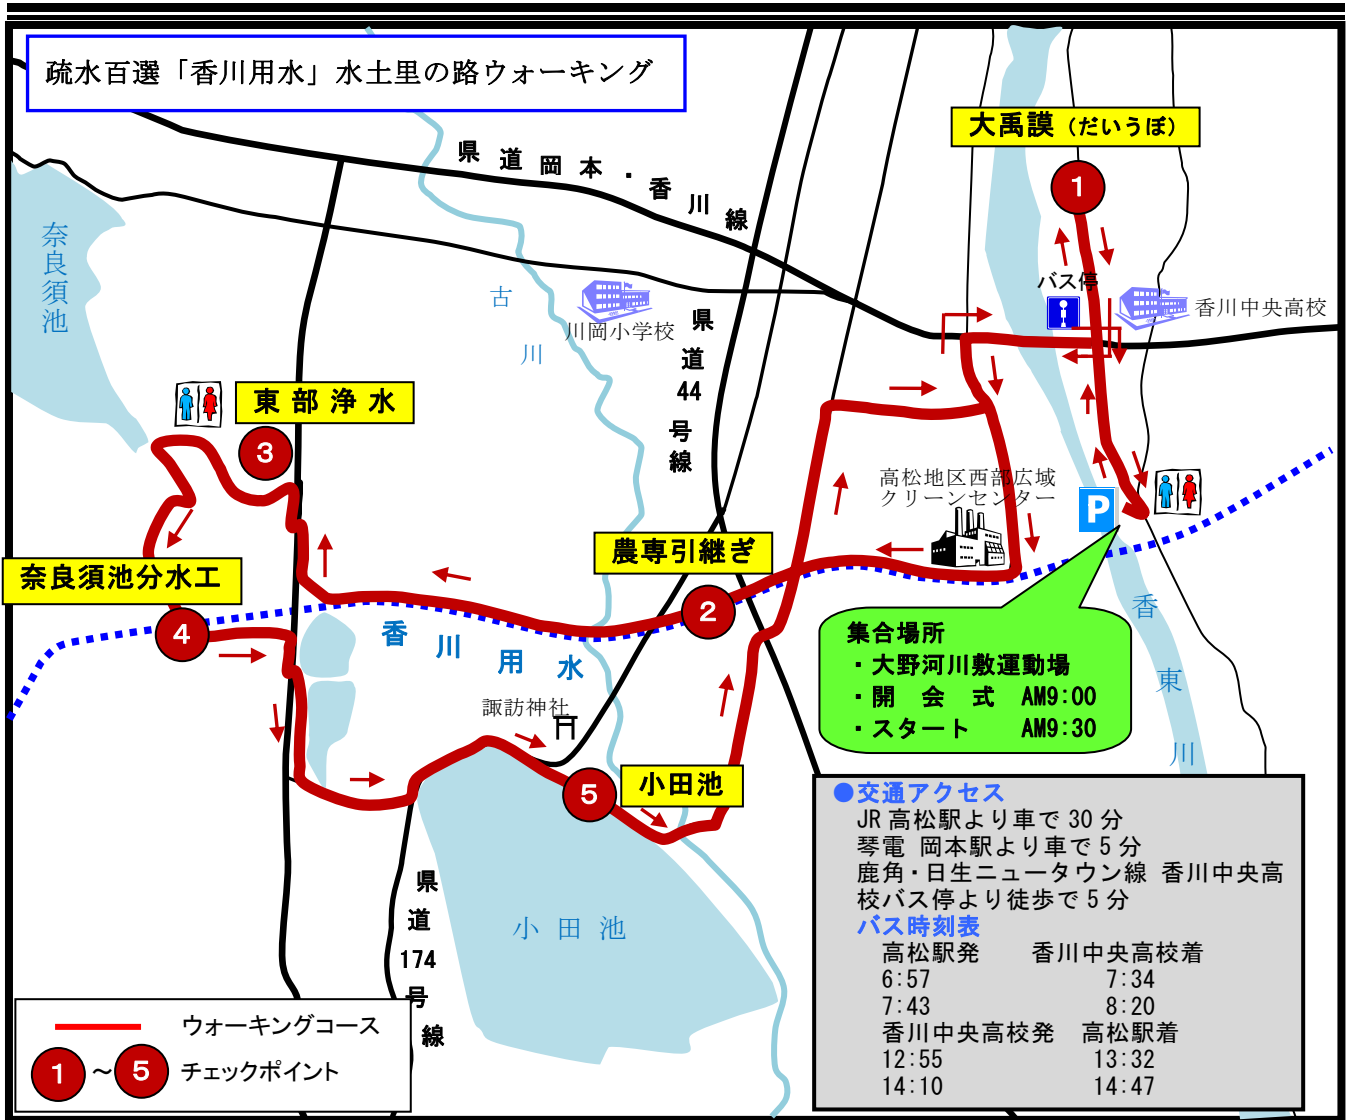 疏水百選「香川用水」水土里の路ウォーキング
大禹謨（だいうぼ）
1
県道岡本・香川線
奈良須池
バス停
香川中央高校
古川
川岡小学校
県道44号線
東部浄水
3
高松地区西部広域
クリーンセンター
P
農専引継ぎ
2
奈良須池分水工
4
香川用水
香東川
集合場所
・大野河川敷運動場
・開　会　式　AM9:00
・スタート　AM9:30
諏訪神社
5
小田池
小田池
県道174号線
●交通アクセス
JR 高松駅より車で 30 分
琴電 岡本駅より車で 5 分
鹿角・日生ニュータウン線 香川中央高
校バス停より徒歩で 5 分
バス時刻表
高松駅発　香川中央高校着
6:57　7:34
7:43　8:20
香川中央高校発　高松駅着
12:55　13:32
14:10　14:47
ウォーキングコース
1～5 チェックポイント